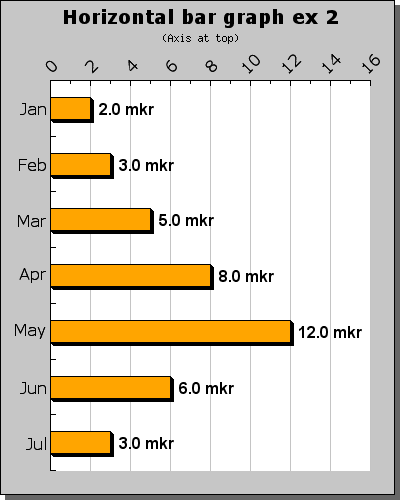 Horizontal bar graph ex 2
(Axis at top)
0 2 4 6 8 10 12 14 16
Jan 2.0 mkr
Feb 3.0 mkr
Mar 5.0 mkr
Apr 8.0 mkr
May 12.0 mkr
Jun 6.0 mkr
Jul 3.0 mkr